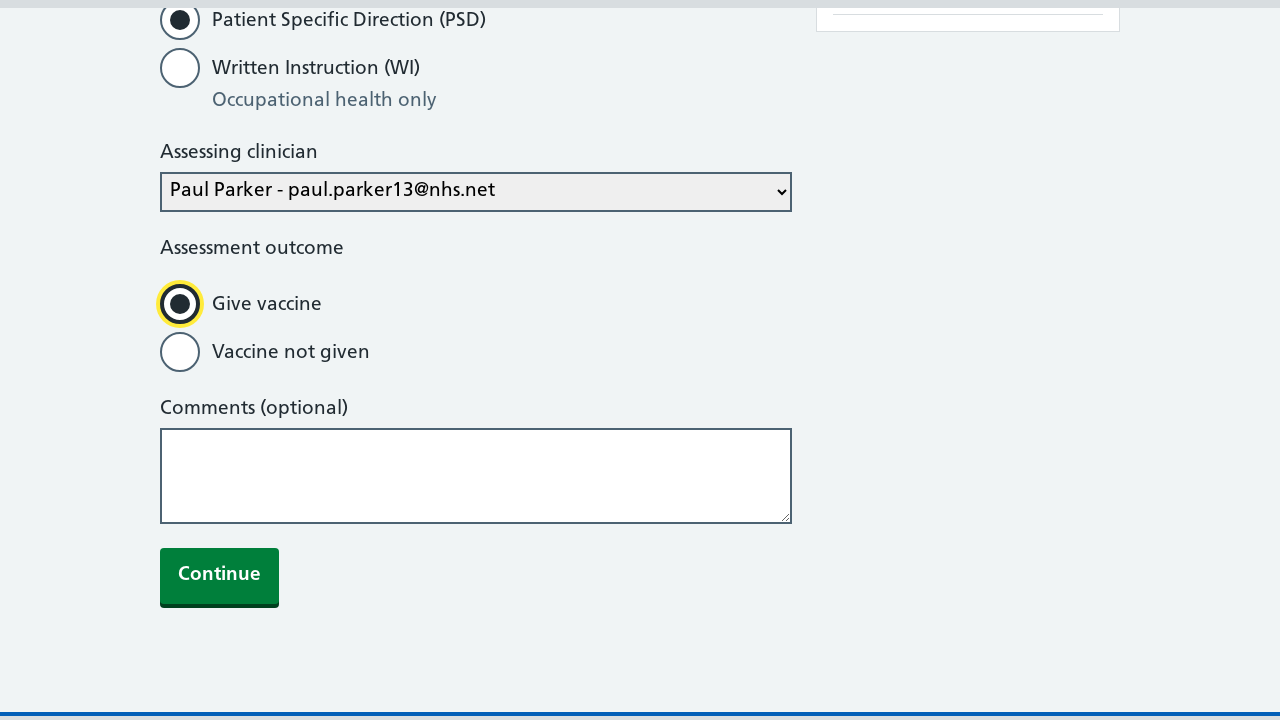 Patient Specific Direction (PSD)
Written Instruction (WI)
Occupational health only
Assessing clinician
Paul Parker - paul.parker13@nhs.net
Assessment outcome
Give vaccine
Vaccine not given
Comments (optional)
Continue